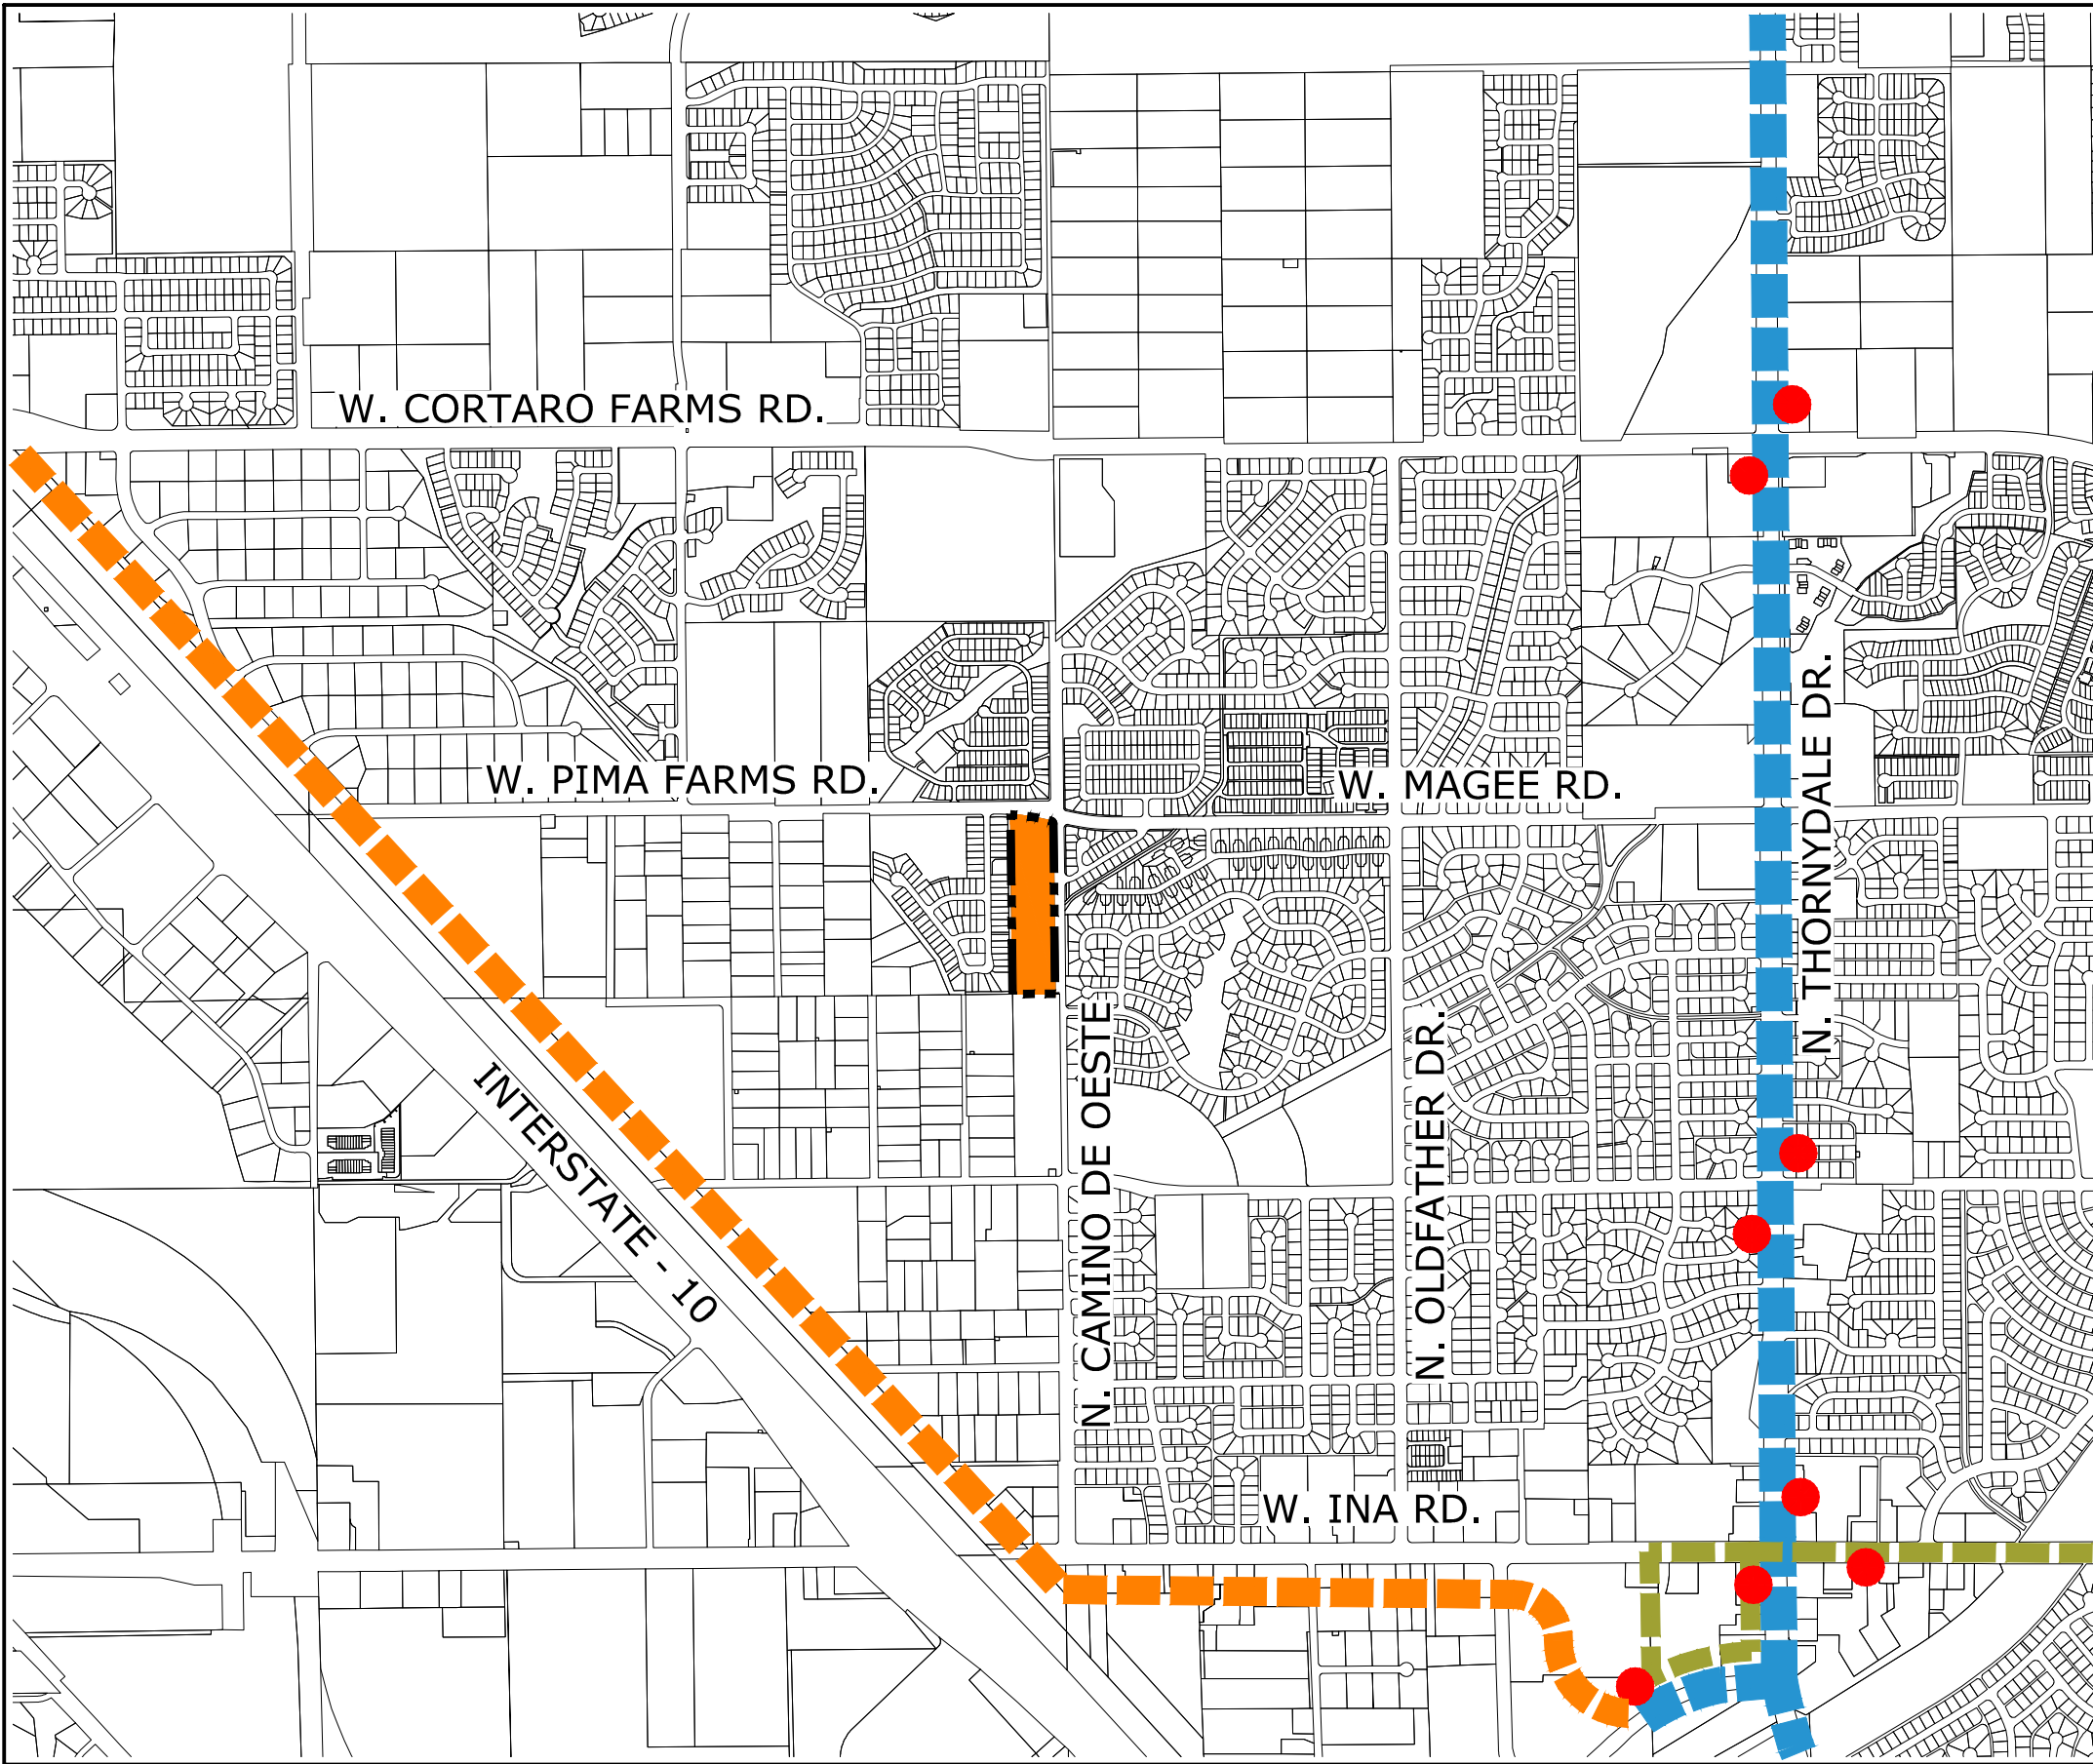 W. CORTARO FARMS RD.
W. PIMA FARMS RD.
W. MAGEE RD.
N. THORNYDALE DR.
N. CAMINO DE OESTE
N. OLDFATHER DR.
INTERSTATE - 10
W. INA RD.